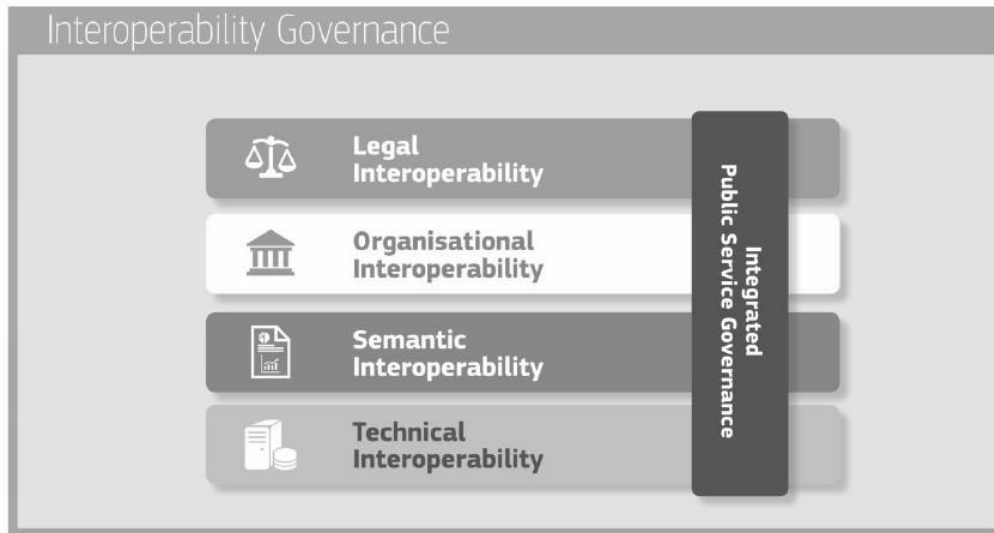 Interoperability Governance
Legal
Interoperability
Organisational
Interoperability
Semantic
Interoperability
Technical
Interoperability
Integrated
Public Service Governance